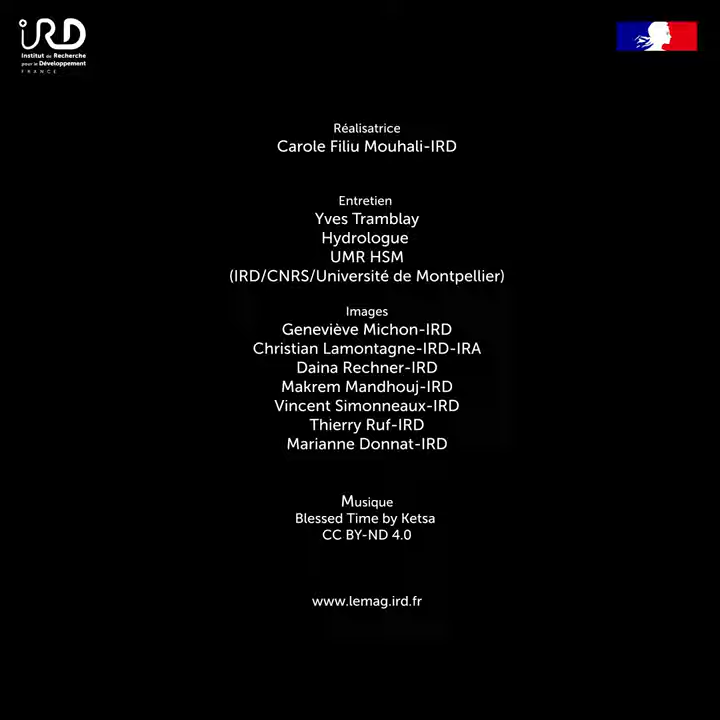 iRD
Institut de Recherche
pour le Développement
FRANCE
Réalisatrice
Carole Filiu Mouhali-IRD
Entretien
Yves Tramblay
Hydrologue
UMR HSM
(IRD/CNRS/Université de Montpellier)
Images
Geneviève Michon-IRD
Christian Lamontagne-IRD-IRA
Daina Rechner-IRD
Makrem Mandhouj-IRD
Vincent Simonneaux-IRD
Thierry Ruf-IRD
Marianne Donnat-IRD
Musique
Blessed Time by Ketsa
CC BY-ND 4.0
www.lemag.ird.fr